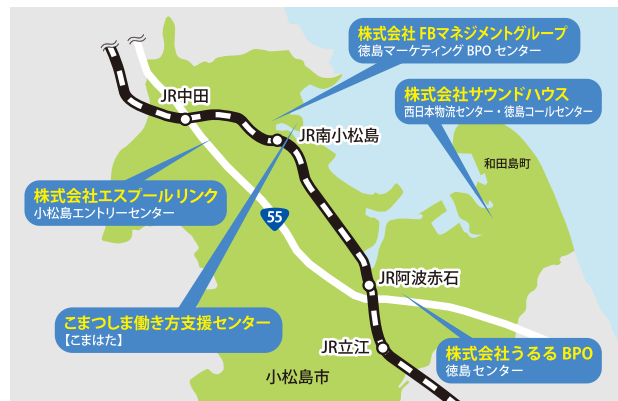 株式会社 FBマネジメントグループ
徳島マーケティング BPO センター
JR中田
株式会社サウンドハウス
西日本物流センター・徳島コールセンター
JR南小松島
和田島町
株式会社エスプールリンク
小松島エントリーセンター
55
JR阿波赤石
こまつしま働き方支援センター
【こまはた】
JR立江
株式会社うるる BPO
徳島センター
小松島市